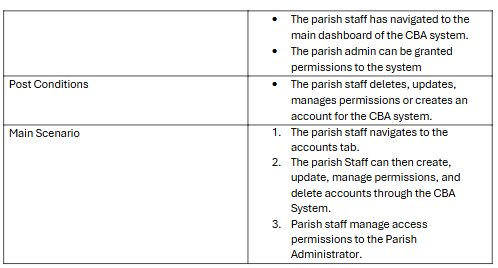 • The parish staff has navigated to the
main dashboard of the CBA system.
• The parish admin can be granted
permissions to the system
Post Conditions
• The parish staff deletes, updates,
manages permissions or creates an
account for the CBA system.
Main Scenario
1. The parish staff navigates to the
accounts tab.
2. The parish Staff can then create,
update, manage permissions, and
delete accounts through the CBA
System.
3. Parish staff manage access
permissions to the Parish
Administrator.